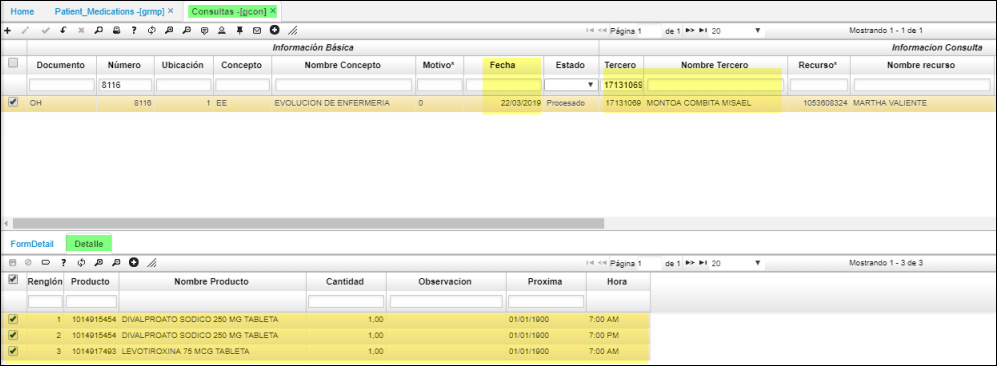 Home Patient_Medications -[grmp] × Consultas -[gcon] ×
Página 1 de 1 20 Mostrando 1 - 1 de 1
Información Básica Informacion Consulta
Documento Número Ubicación Concepto Nombre Concepto Motivo* Fecha Estado Tercero Nombre Tercero Recurso* Nombre recurso
8116 17131069
OH 8116 1 EE EVOLUCION DE ENFERMERIA 0 22/03/2019 Procesado 17131069 MONTOA COMBITA MISAEL 1053608324 MARTHA VALIENTE
FormDetail Detalle
Página 1 de 1 20 Mostrando 1 - 3 de 3
Renglón Producto Nombre Producto Cantidad Observacion Proxima Hora
1 1014915454 DIVALPROATO SODICO 250 MG TABLETA 1,00 01/01/1900 7:00 AM
2 1014915454 DIVALPROATO SODICO 250 MG TABLETA 1,00 01/01/1900 7:00 PM
3 1014917493 LEVOTIROXINA 75 MCG TABLETA 1,00 01/01/1900 7:00 AM